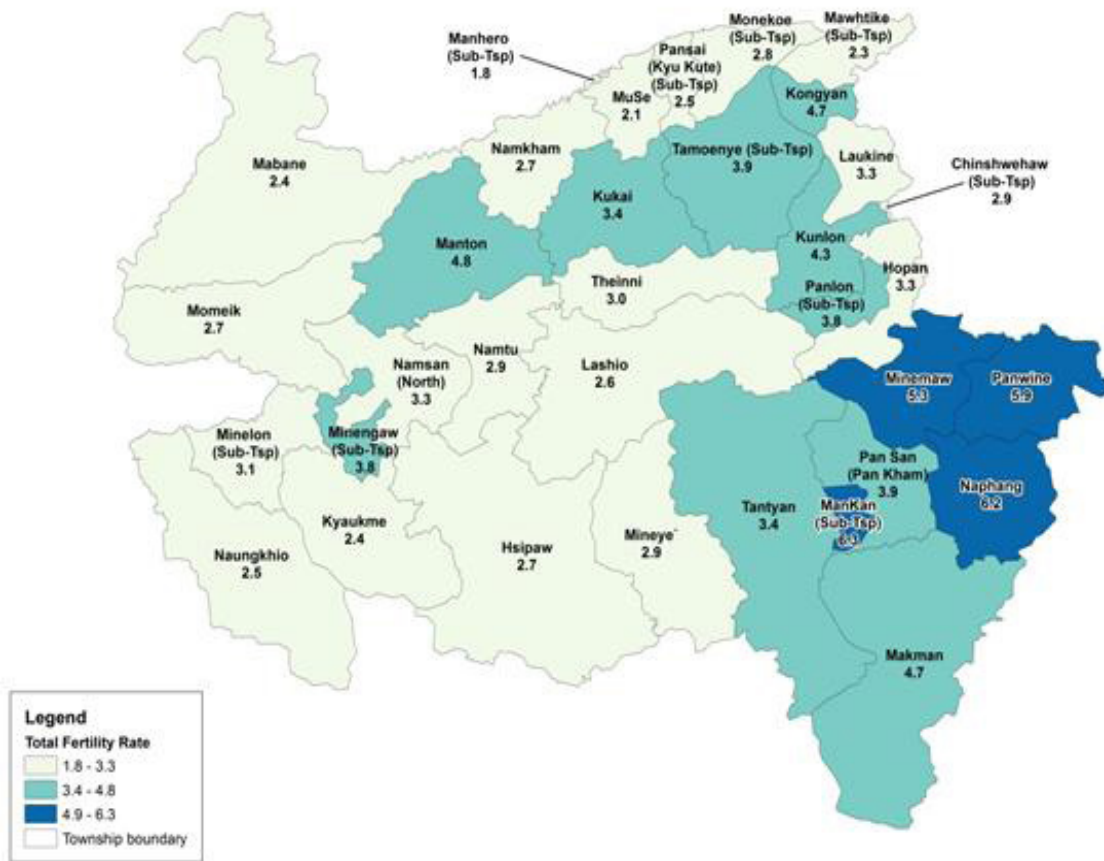 Manhero
(Sub-Tsp)
1.8
Pansai
(Kyu Kute)
(Sub-Tsp)
2.5
Monekoe
(Sub-Tsp)
2.8
Mawhtike
(Sub-Tsp)
2.3
MuSe
2.1
Kongyan
4.7
Namkham
2.7
Tamoenye (Sub-Tsp)
3.9
Laukine
3.3
Chinshwehaw
(Sub-Tsp)
2.9
Mabane
2.4
Kukai
3.4
Manton
4.8
Kunlon
4.3
Hopan
3.3
Theinni
3.0
Panlon
(Sub-Tsp)
3.8
Momeik
2.7
Namtu
2.9
Namsan
(North)
3.3
Lashio
2.6
Minemaw
5.3
Panwine
5.9
Minelon
(Sub-Tsp)
3.1
Minengaw
(Sub-Tsp)
3.8
Pan San
(Pan Kham)
3.9
Naphang
6.2
Kyaukme
2.4
Tantyan
3.4
ManKan
(Sub-Tsp)
6.3
Naungkhio
2.5
Hsipaw
2.7
Mineye`
2.9
Makman
4.7
Legend
Total Fertility Rate
1.8 - 3.3
3.4 - 4.8
4.9 - 6.3
Township boundary